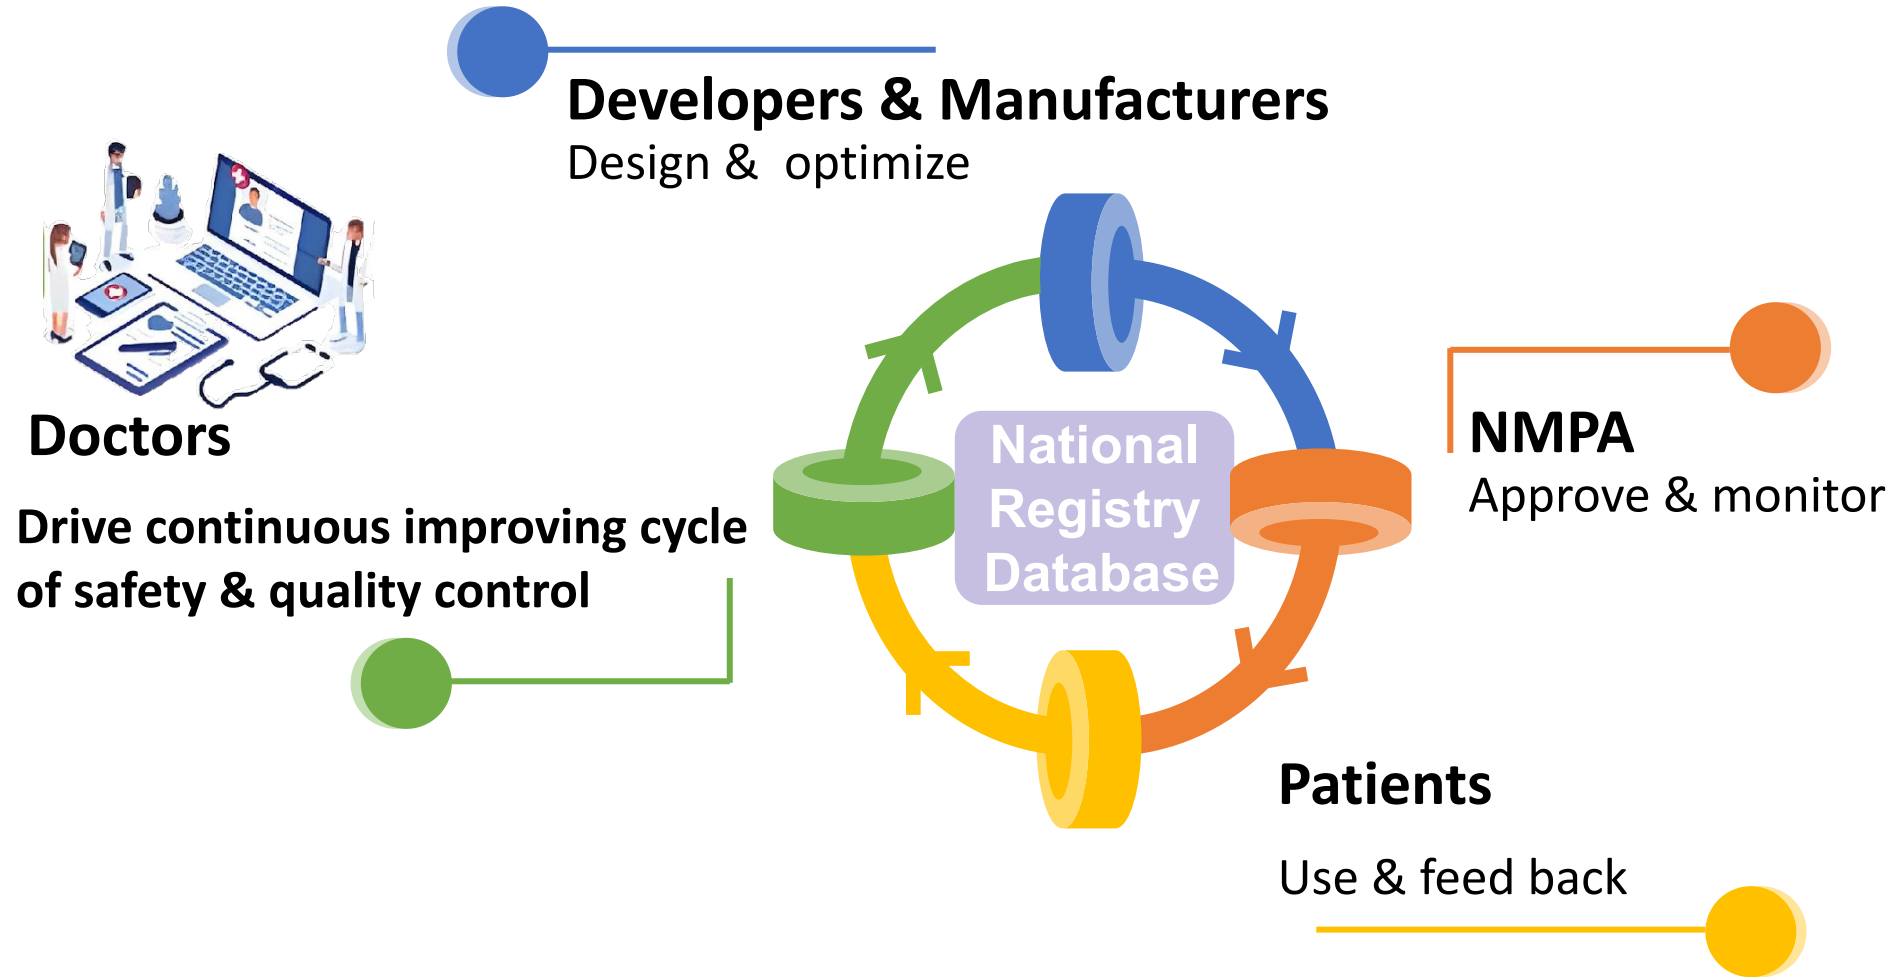 Developers & Manufacturers
Design & optimize
Doctors
Drive continuous improving cycle
of safety & quality control
National
Registry
Database
NMPA
Approve & monitor
Patients
Use & feed back